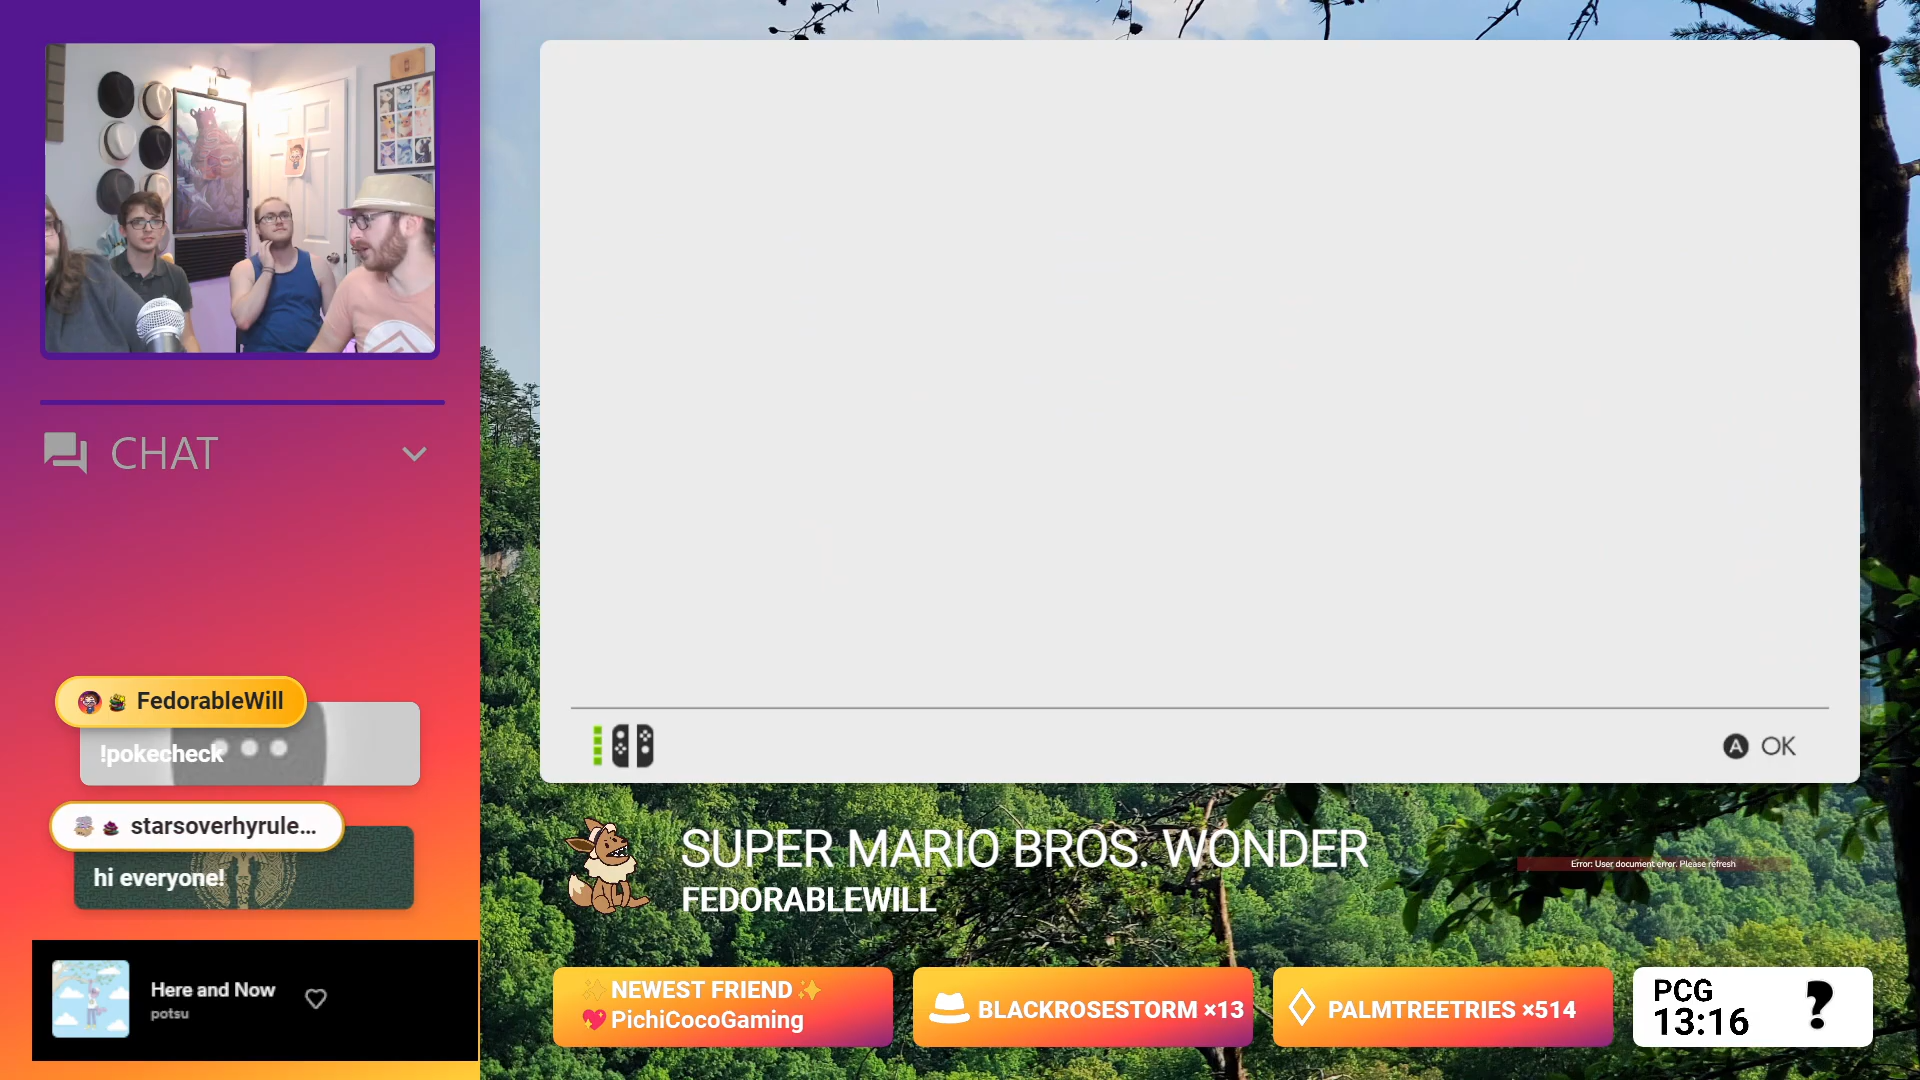 CHAT
FedorableWill
!pokecheck
starsoverhyrule...
hi everyone!
Here and Now
potsu
A OK
SUPER MARIO BROS. WONDER
FEDORABLEWILL
Error: User document error. Please refresh
NEWEST FRIEND
PichiCocoGaming
BLACKROSESTORM ×13
PALMTREETRIES ×514
PCG
13:16
?